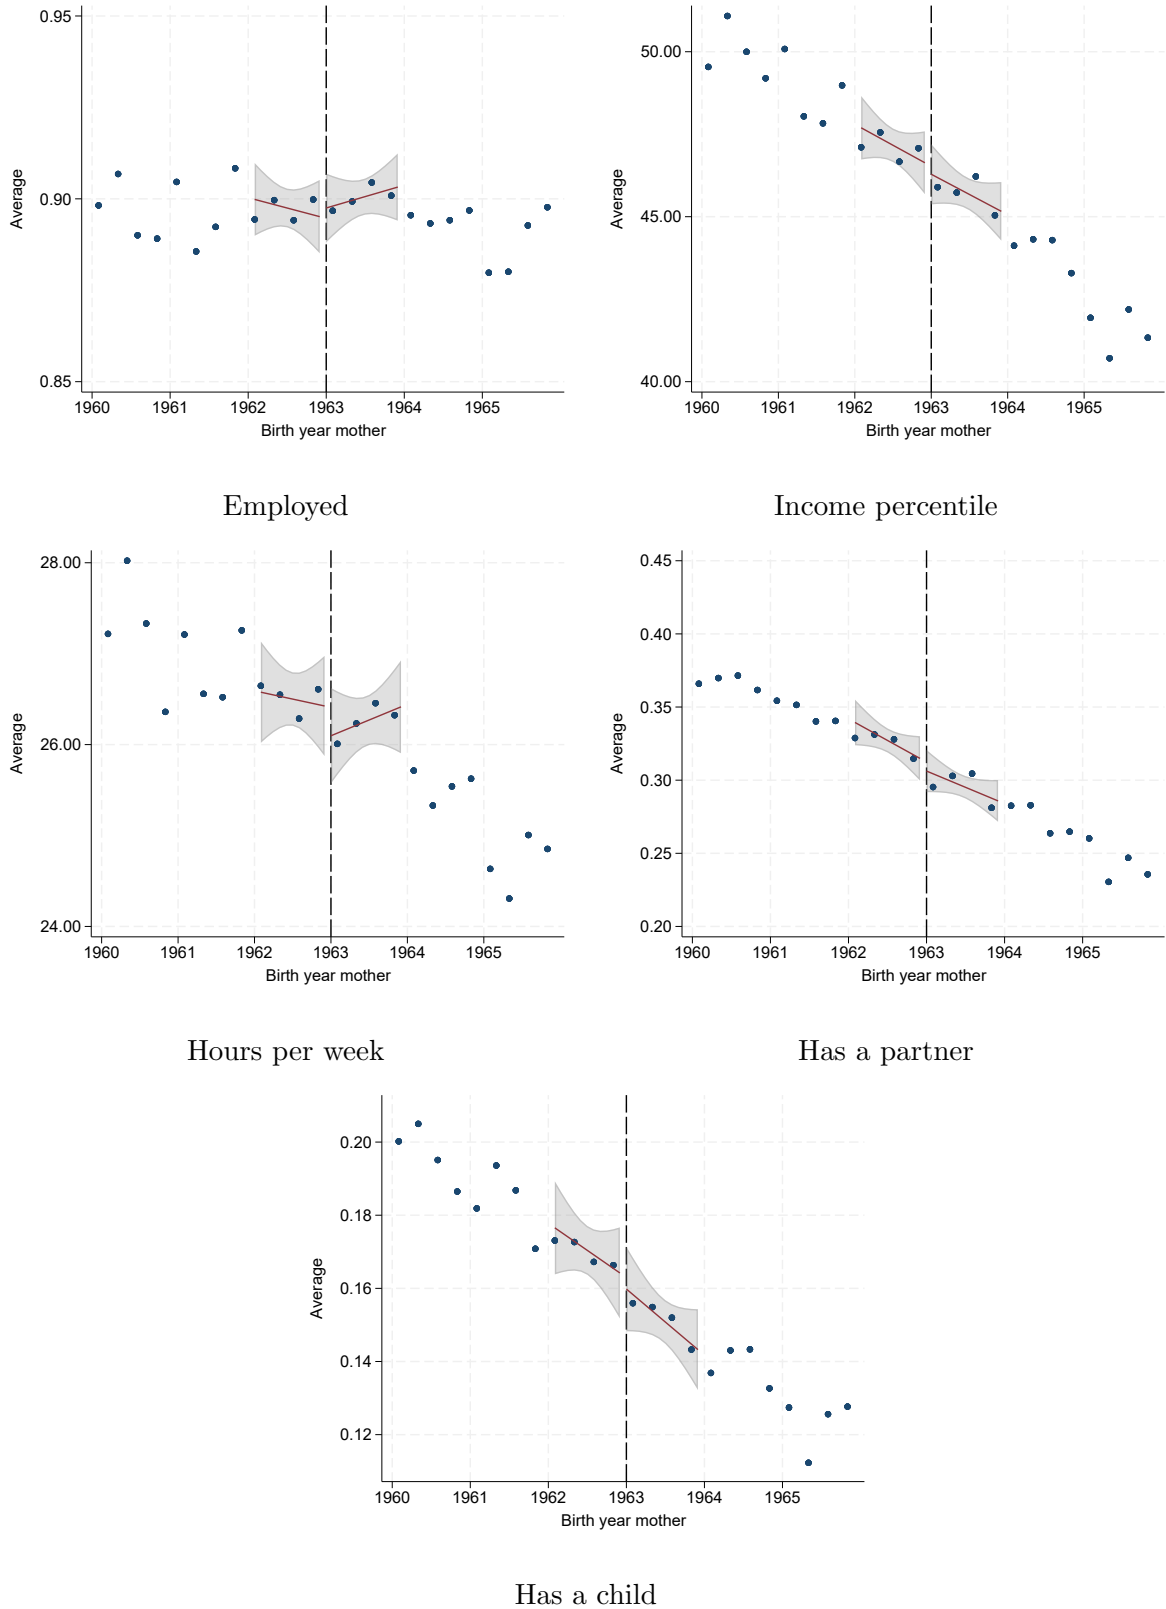 0.95
0.90
0.85
Average
1960 1961 1962 1963 1964 1965
Birth year mother
Employed
50.00
45.00
40.00
Average
1960 1961 1962 1963 1964 1965
Birth year mother
Income percentile
28.00
26.00
24.00
Average
1960 1961 1962 1963 1964 1965
Birth year mother
Hours per week
0.45
0.40
0.35
0.30
0.25
0.20
Average
1960 1961 1962 1963 1964 1965
Birth year mother
Has a partner
0.20
0.18
0.16
0.14
0.12
Average
1960 1961 1962 1963 1964 1965
Birth year mother
Has a child